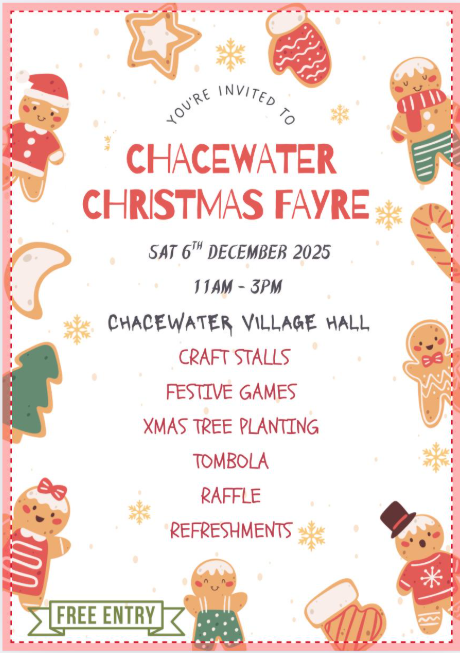 YOU'RE INVITED TO
CHACEWATER
CHRISTMAS FAYRE
SAT 6TH DECEMBER 2025
11AM - 3PM
CHACEWATER VILLAGE HALL
CRAFT STALLS
FESTIVE GAMES
XMAS TREE PLANTING
TOMBOLA
RAFFLE
REFRESHMENTS
FREE ENTRY